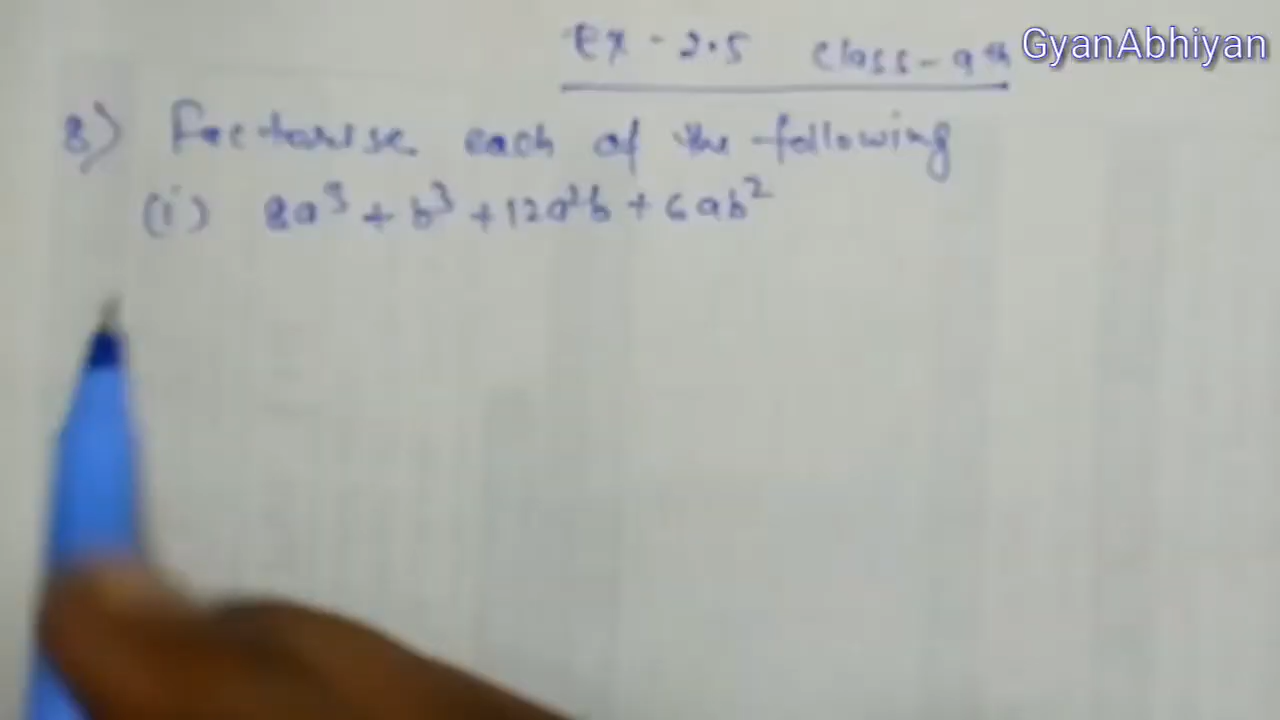 Ex - 2.5 Class - 9th GyanAbhiyan
8) Factorise each of the following
(i) 8a³ + b³ + 12a²b + 6ab²